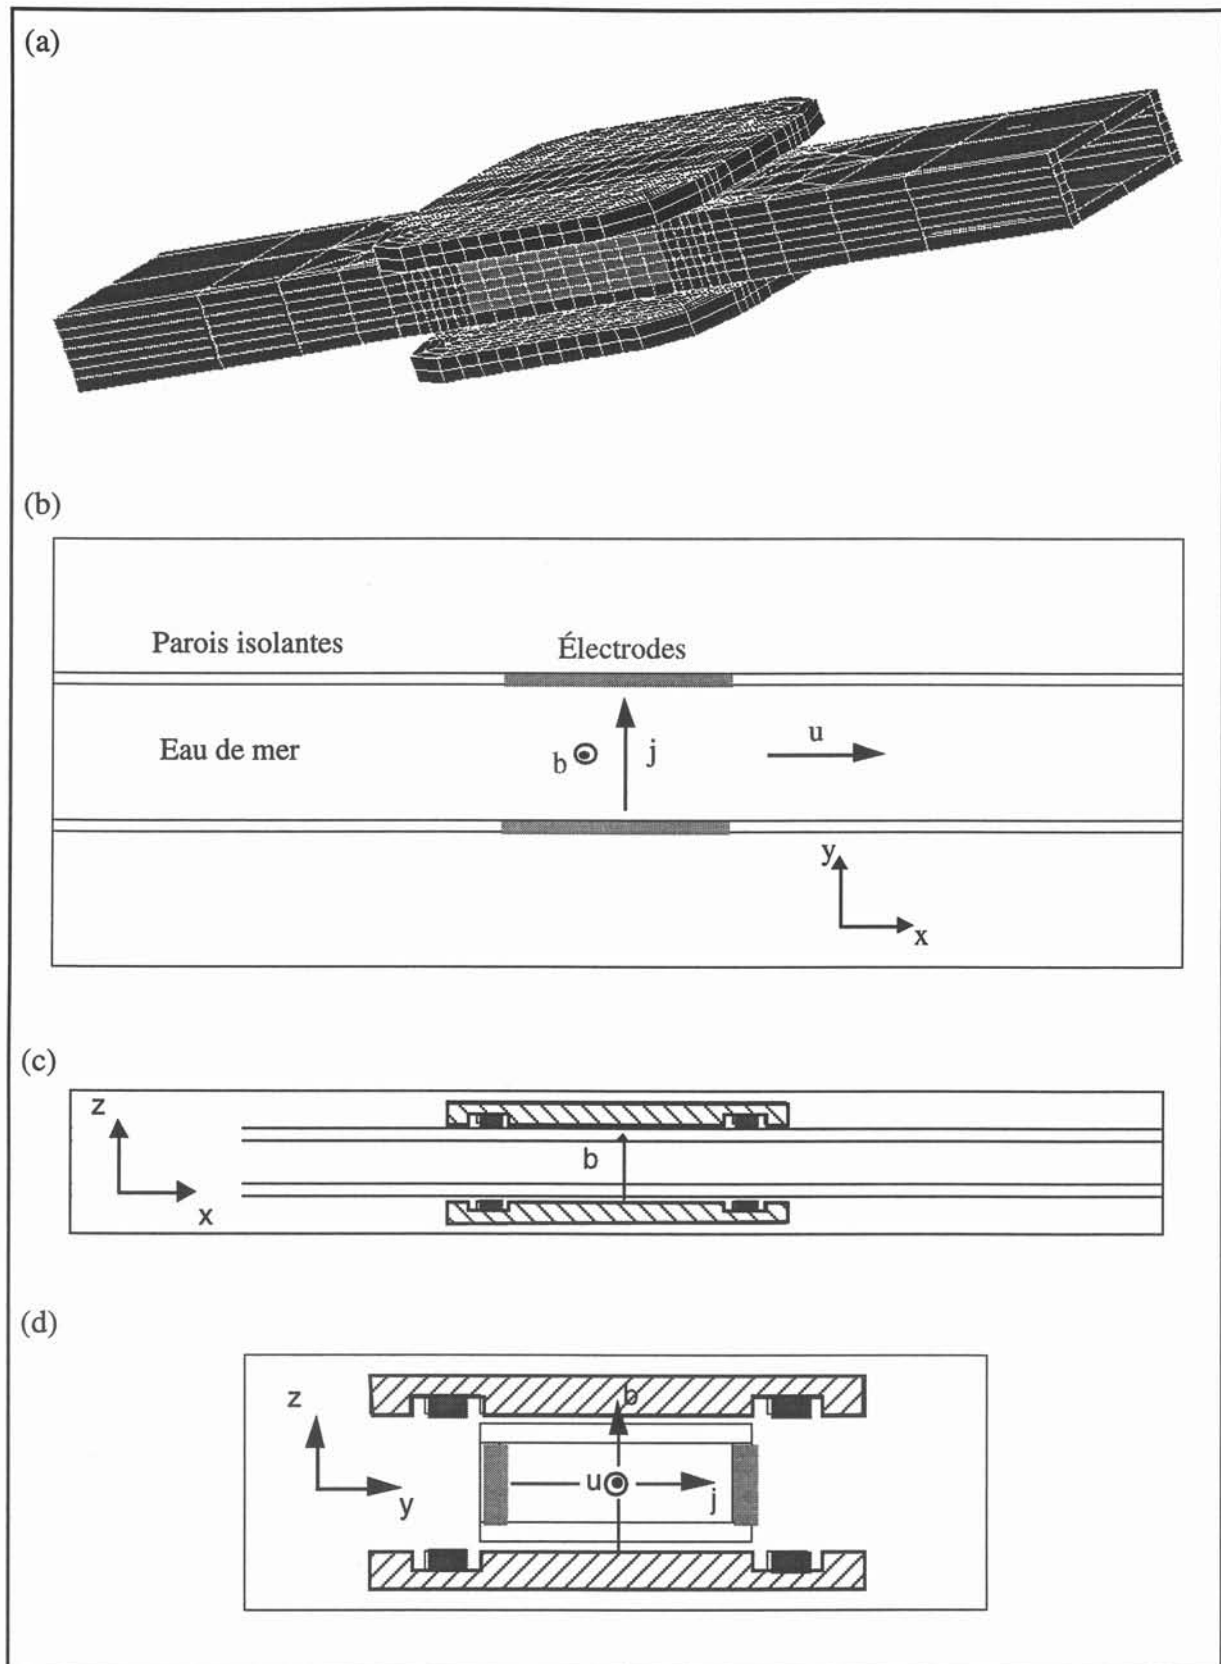 (a)
(b)
Parois isolantes
Électrodes
Eau de mer
b
j
u
y
x
(c)
z
b
x
(d)
z
b
u
j
y